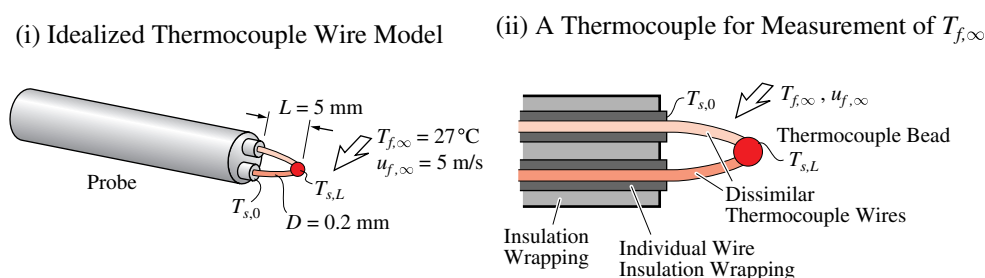 (i) Idealized Thermocouple Wire Model
L = 5 mm
T_{f,∞} = 27°C
u_{f,∞} = 5 m/s
Probe
T_{s,L}
T_{s,0}
D = 0.2 mm
(ii) A Thermocouple for Measurement of T_{f,∞}
T_{s,0}
T_{f,∞} , u_{f,∞}
Thermocouple Bead
T_{s,L}
Dissimilar
Thermocouple Wires
Insulation
Wrapping
Individual Wire
Insulation Wrapping